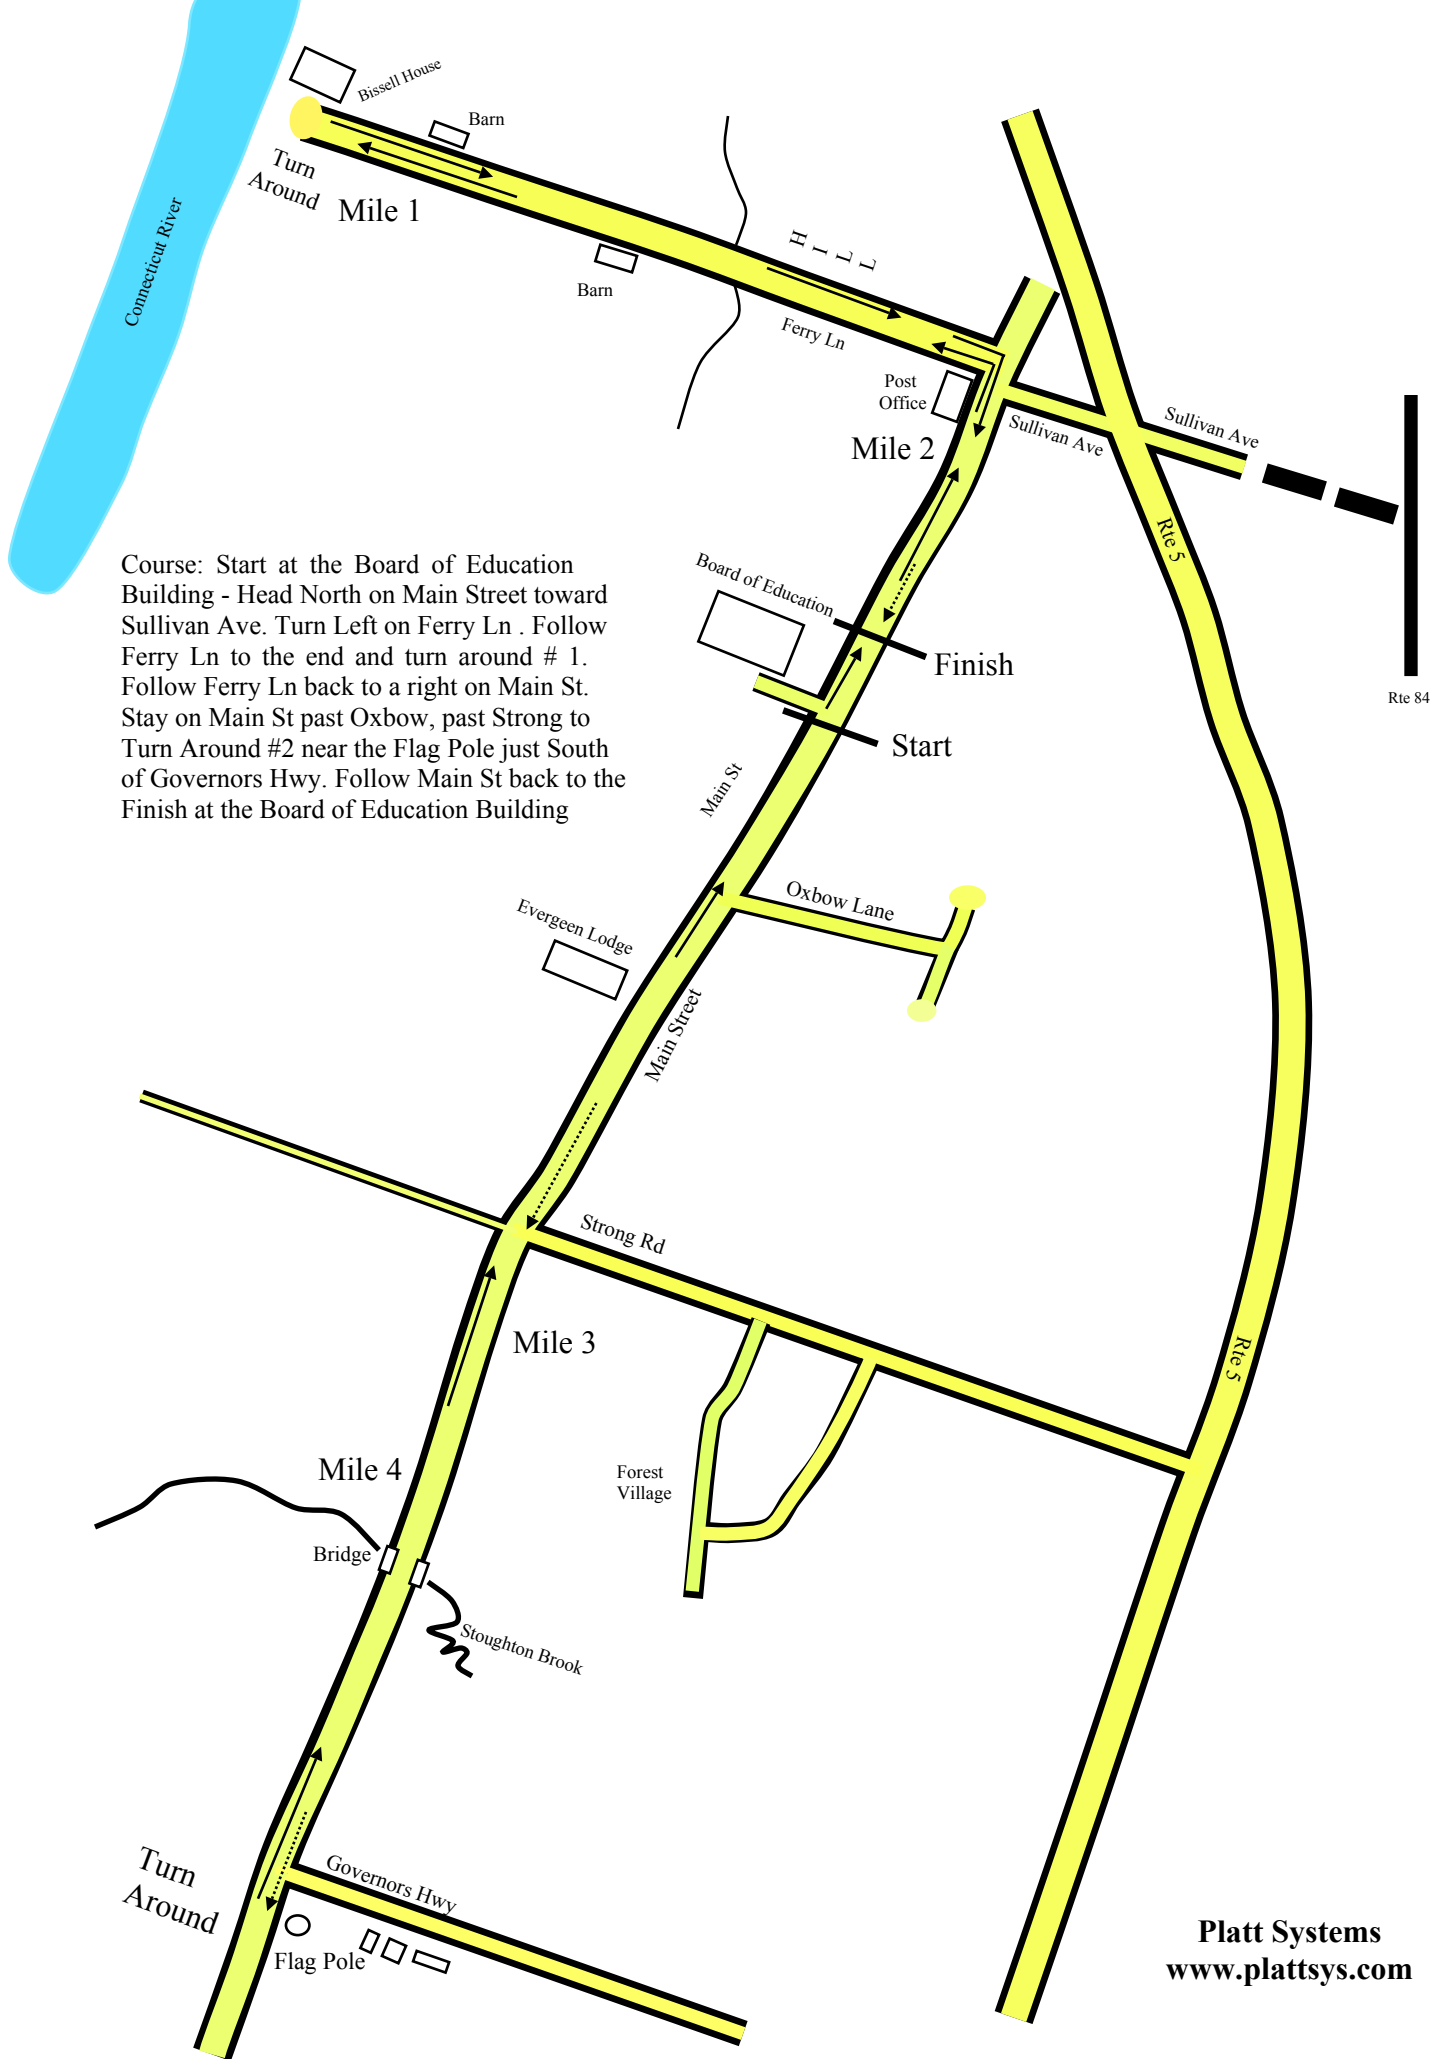 Bissell House
Barn
Turn
Around
Mile 1
Connecticut River
Barn
H
I
L
L
Ferry Ln
Post
Office
Sullivan Ave
Sullivan Ave
Mile 2
Rte 5
Rte 84
Course: Start at the Board of Education
Building - Head North on Main Street toward
Sullivan Ave. Turn Left on Ferry Ln . Follow
Ferry Ln to the end and turn around # 1.
Follow Ferry Ln back to a right on Main St.
Stay on Main St past Oxbow, past Strong to
Turn Around #2 near the Flag Pole just South
of Governors Hwy. Follow Main St back to the
Finish at the Board of Education Building
Board of Education
Finish
Start
Main St
Oxbow Lane
Evergeen Lodge
Main Street
Strong Rd
Mile 3
Rte 5
Mile 4
Forest
Village
Bridge
Stoughton Brook
Turn
Around
Governors Hwy
Flag Pole
Platt Systems
www.plattsys.com